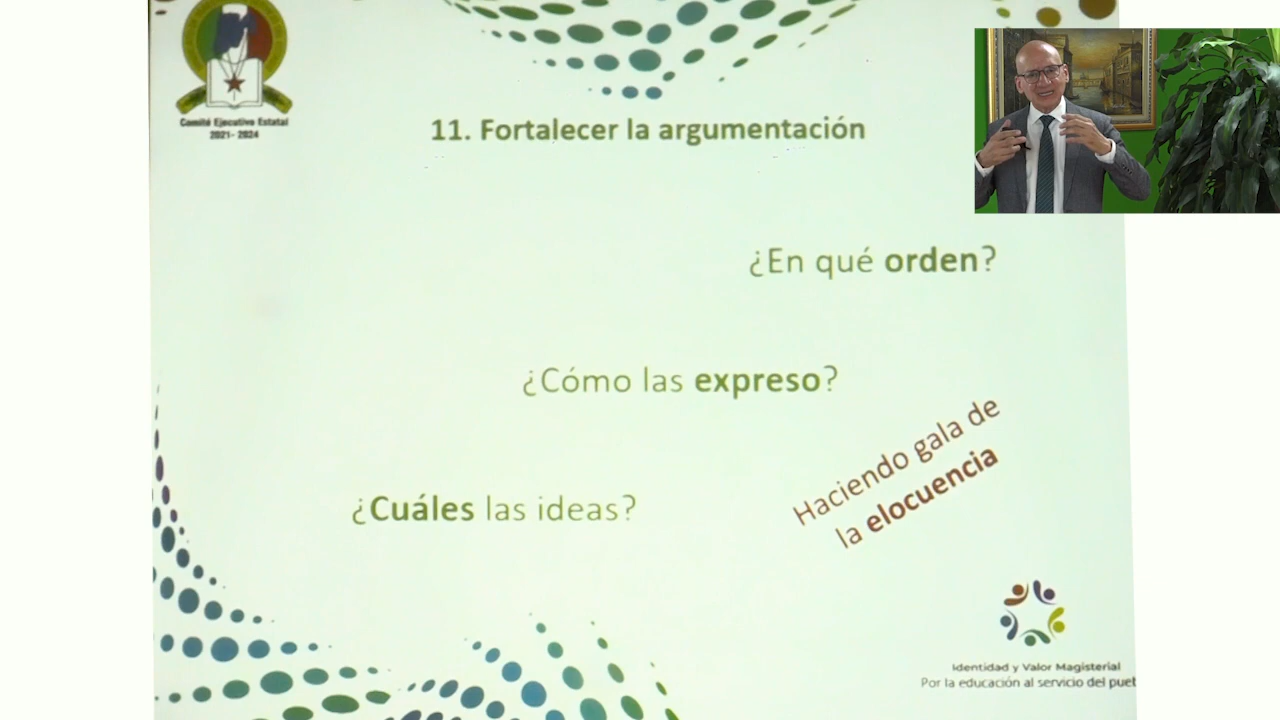 Comité Ejecutivo Estatal
2021- 2024
11. Fortalecer la argumentación
¿En qué orden?
¿Cómo las expreso?
Haciendo gala de
la elocuencia
¿Cuáles las ideas?
Identidad y Valor Magisterial
Por la educación al servicio del pue